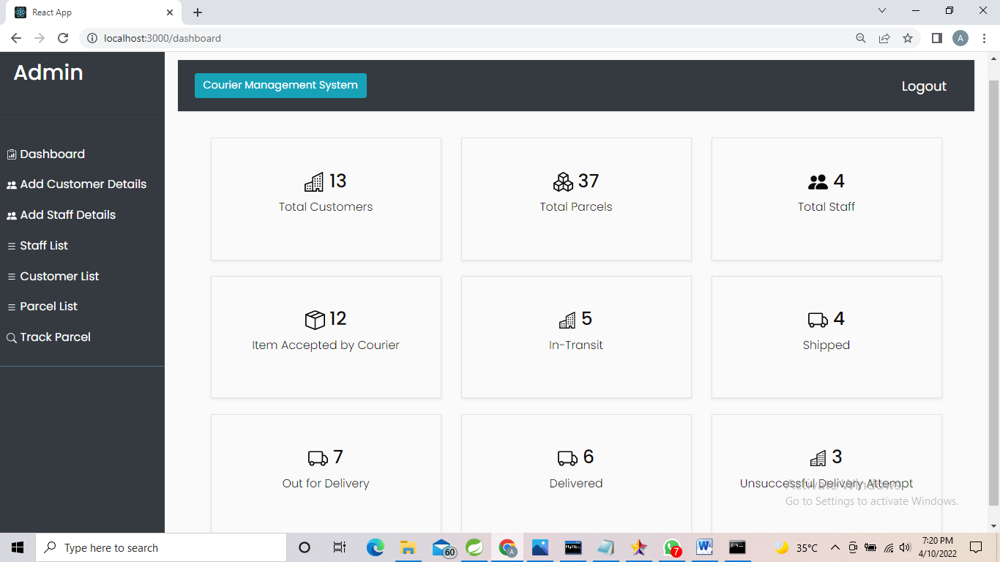 React App
localhost:3000/dashboard
A
Admin
Courier Management System
Logout
Dashboard
Add Customer Details
Add Staff Details
Staff List
Customer List
Parcel List
Track Parcel
13
Total Customers
37
Total Parcels
4
Total Staff
12
Item Accepted by Courier
5
In-Transit
4
Shipped
7
Out for Delivery
6
Delivered
3
Unsuccessful Delivery Attempt
Activate Windows
Go to Settings to activate Windows.
Type here to search
60
A
MySQL
7
W
35°C
7:20 PM
4/10/2022